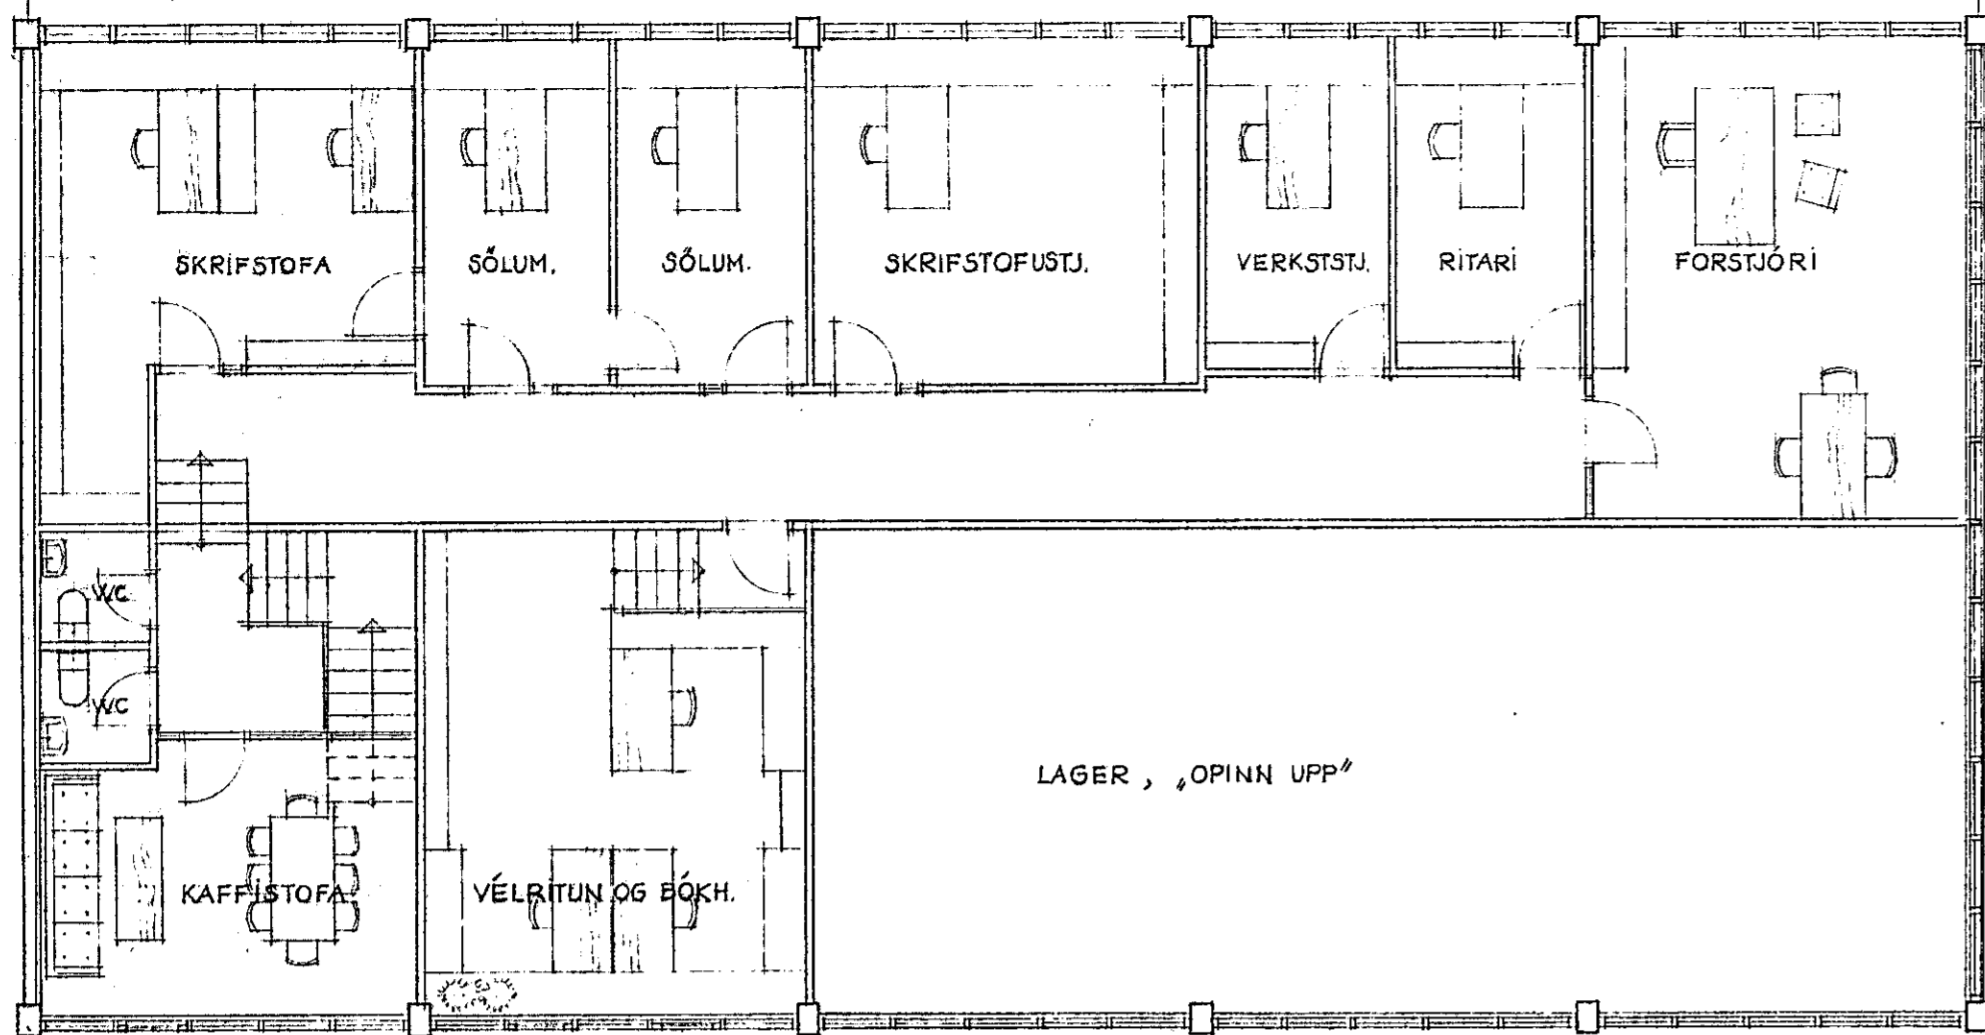 SKRIFSTOFA
SÖLUM.
SÖLUM.
SKRIFSTOFUSTJ.
VERKSTSTJ.
RITARI
FORSTJÓRI
WC
WC
LAGER, „OPINN UPP"
KAFFISTOFA
VÉLRITUN OG BÓKH.